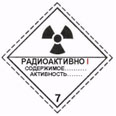 РАДИОАКТИВНО I
СОДЕРЖИМОЕ..........
АКТИВНОСТЬ.......
7